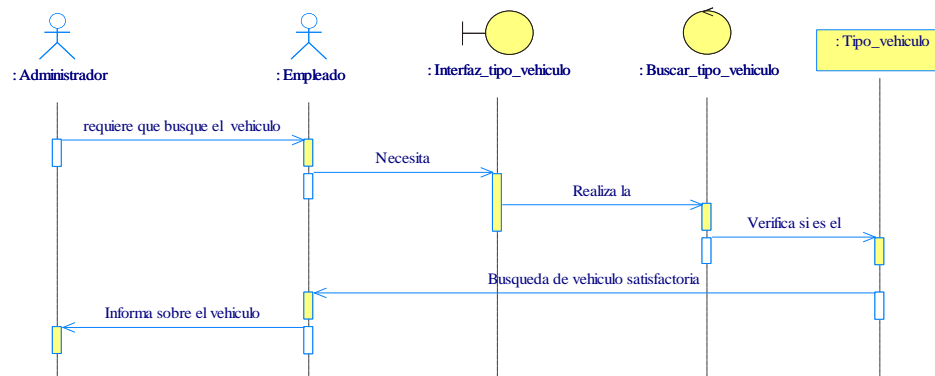 : Administrador
: Empleado
: Interfaz_tipo_vehiculo
: Buscar_tipo_vehiculo
: Tipo_vehiculo
requiere que busque el vehiculo
Necesita
Realiza la
Verifica si es el
Busqueda de vehiculo satisfactoria
Informa sobre el vehiculo